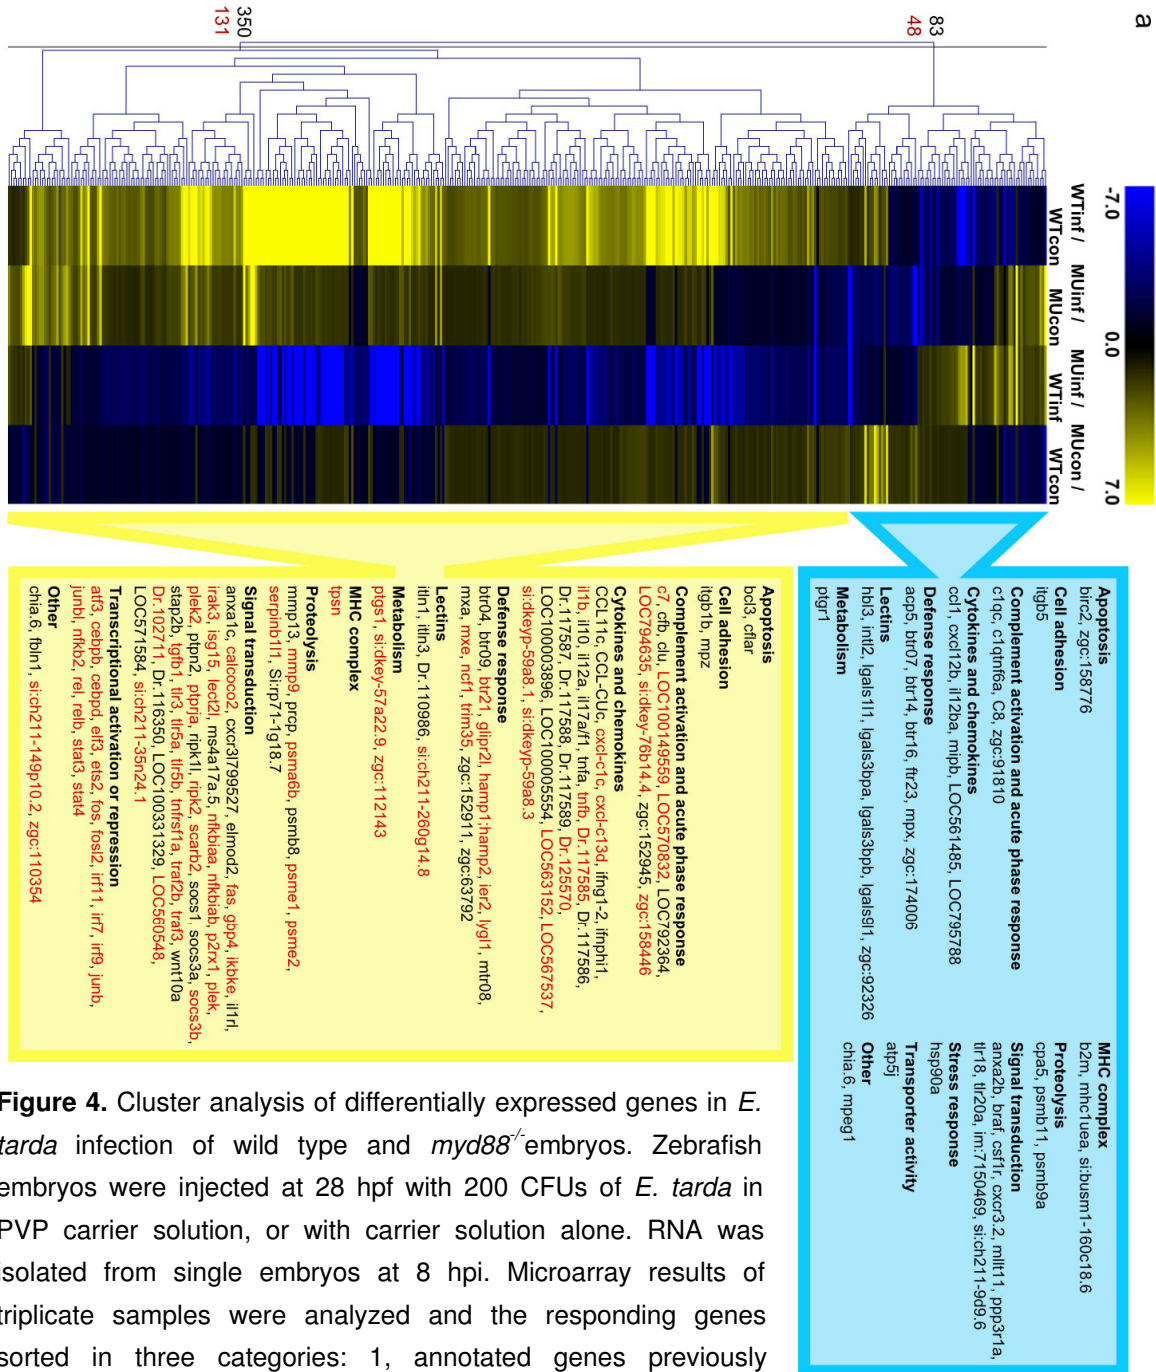 a
-7.0 0.0 7.0
WTinf / MUinf / MUinf / MUcon /
WTcon MUcon WTinf WTcon
83
48
350
131
Apoptosis
birc2, zgc:158776
Cell adhesion
itgb5
Complement activation and acute phase response
c1qc, c1qtnf6a, C8, zgc:91810
Cytokines and chemokines
ccl1, cxcl12b, il12ba, mipb, LOC561485, LOC795788
Defense response
acp5, btr07, btr14, btr16, ftr23, mpx, zgc:174006
Lectins
hbl3, intl2, lgals1l1, lgals3bpa, lgals3bpb, lgals9l1, zgc:92326
Metabolism
ptgr1
MHC complex
b2m, mhc1uea, si:busm1-160c18.6
Proteolysis
cpa5, psmb11, psmb9a
Signal transduction
anxa2b, braf, csf1r, cxcr3.2, mllt11, ppp3r1a,
tlr18, tlr20a, im:7150469, si:ch211-9d9.6
Stress response
hsp90a
Transporter activity
atp5j
Other
chia.6, mpeg1
Apoptosis
bcl3, cflar
Cell adhesion
itgb1b, mpz
Complement activation and acute phase response
c7, cfb, clu, LOC100149559, LOC570832, LOC792364,
LOC794635, si:dkey-76b14.4, zgc:152945, zgc:158446
Cytokines and chemokines
CCL11c, CCL-CUc, cxcl-c1c, cxcl-c13d, ifng1-2, ifnphi1,
il1b, il10, il12a, il17a/f1, tnfa, tnfb, Dr.117585, Dr.117586,
Dr.117587, Dr.117588, Dr.117589, Dr.125570,
LOC100003896, LOC100005554, LOC563152, LOC567537,
si:dkeyp-59a8.1, si:dkeyp-59a8.3
Defense response
btr04, btr09, btr21, glipr2l, hamp1;hamp2, ier2, lygl1, mtr08,
mxa, mxe, ncf1, trim35, zgc:152911, zgc:63792
Lectins
itln1, itln3, Dr.110986, si:ch211-260g14.8
Metabolism
ptgs1, si:dkey-57a22.9, zgc:112143
MHC complex
tpsn
Proteolysis
mmp13, mmp9, prcp, psma6b, psmb8, psme1, psme2,
serpinb1l1, Si:rp71-1g18.7
Signal transduction
anxa1c, calcoco2, cxcr3l799527, elmod2, fas, gbp4, ikbke, il1rl,
irak3, isg15, lect2l, ms4a17a.5, nfkbiaa, nfkbiab, p2rx1, plek,
plek2, ptpn2, ptprja, ripk1l, ripk2, scarb2, socs1, socs3a, socs3b,
stap2b, tgfb1, tlr3, tlr5a, tlr5b, tnfrsf1a, traf2b, traf3, wnt10a
Dr.102711, Dr.116350, LOC100331329, LOC560548,
LOC571584, si:ch211-35n24.1
Transcriptional activation or repression
atf3, cebpb, cebpd, elf3, ets2, fos, fosl2, irf11, irf7, irf9, junb,
junbl, nfkb2, rel, relb, stat3, stat4
Other
chia.6, fbln1, si:ch211-149p10.2, zgc:110354
Figure 4. Cluster analysis of differentially expressed genes in E.
tarda infection of wild type and myd88-/-embryos. Zebrafish
embryos were injected at 28 hpf with 200 CFUs of E. tarda in
PVP carrier solution, or with carrier solution alone. RNA was
isolated from single embryos at 8 hpi. Microarray results of
triplicate samples were analyzed and the responding genes
sorted in three categories: 1, annotated genes previously